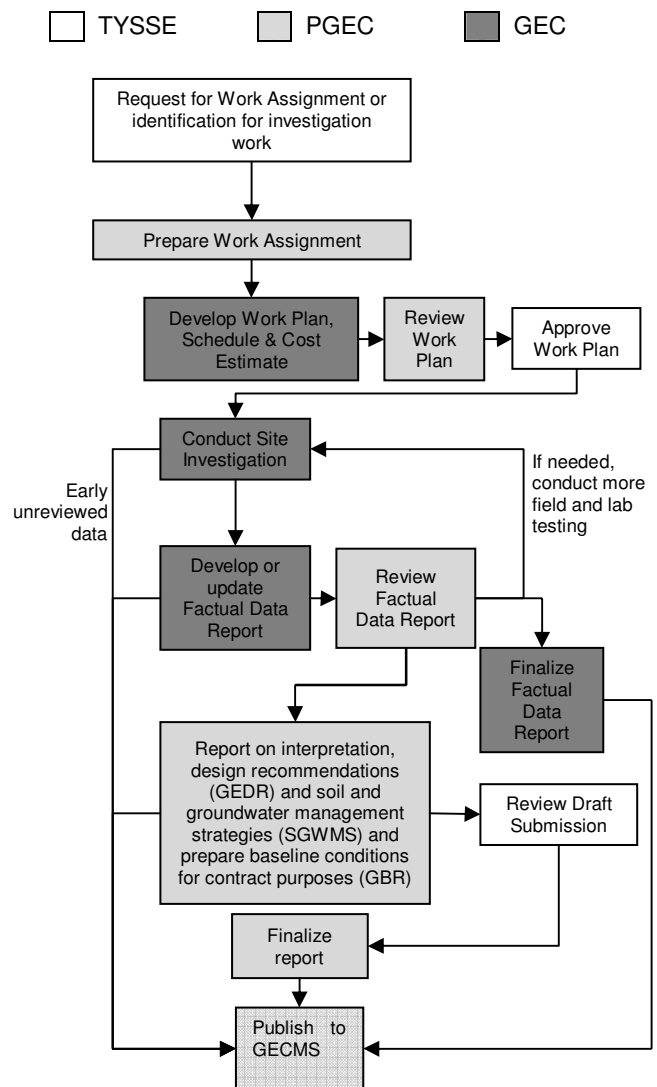 TYSSE PGEC GEC
Request for Work Assignment or
identification for investigation
work
Prepare Work Assignment
Develop Work Plan,
Schedule & Cost
Estimate
Review
Work
Plan
Approve
Work Plan
Conduct Site
Investigation
If needed,
conduct more
field and lab
testing
Early
unreviewed
data
Develop or
update
Factual Data
Report
Review
Factual
Data Report
Finalize
Factual
Data
Report
Report on interpretation,
design recommendations
(GEDR) and soil and
groundwater management
strategies (SGWMS) and
prepare baseline conditions
for contract purposes (GBR)
Review Draft
Submission
Finalize
report
Publish to
GECMS